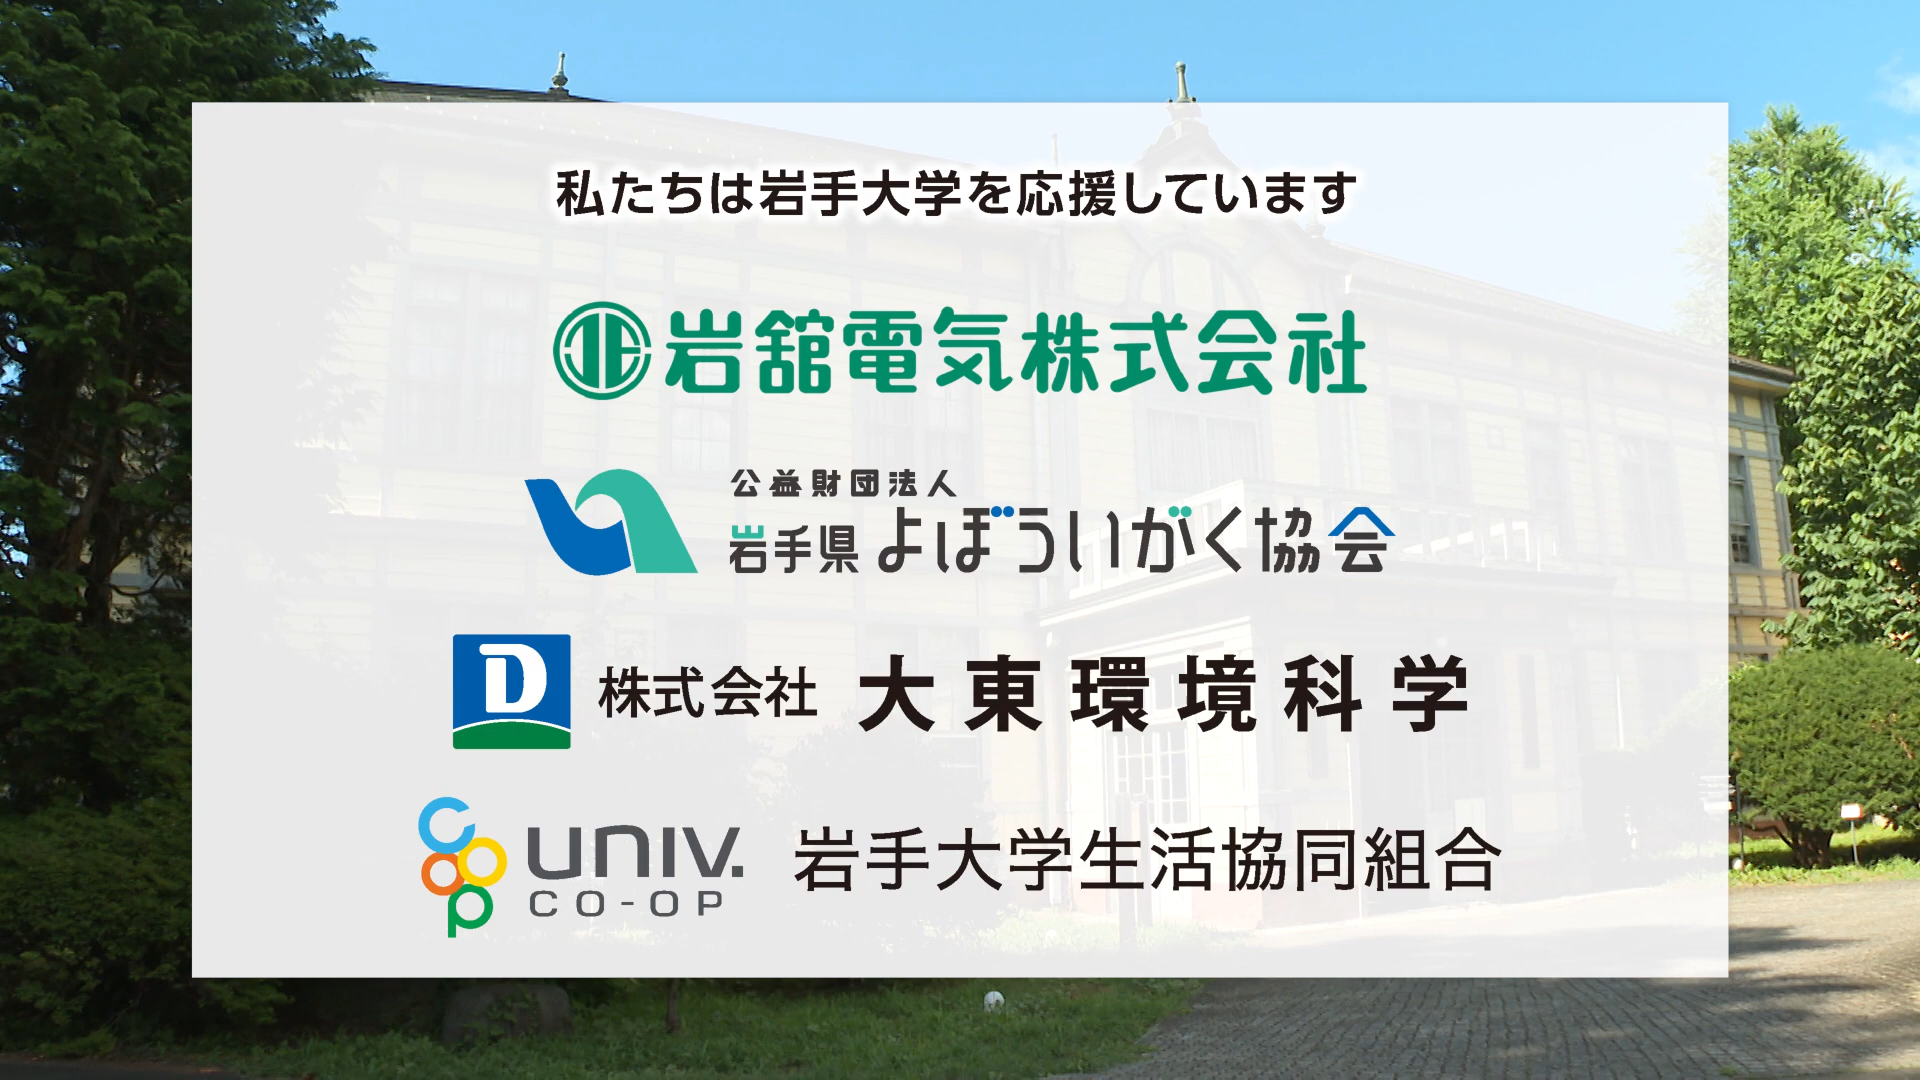 私たちは岩手大学を応援しています
岩舘電気株式会社
公益財団法人
岩手県よぼういがく協会
D 株式会社 大東環境科学
coop univ. 岩手大学生活協同組合
CO-OP